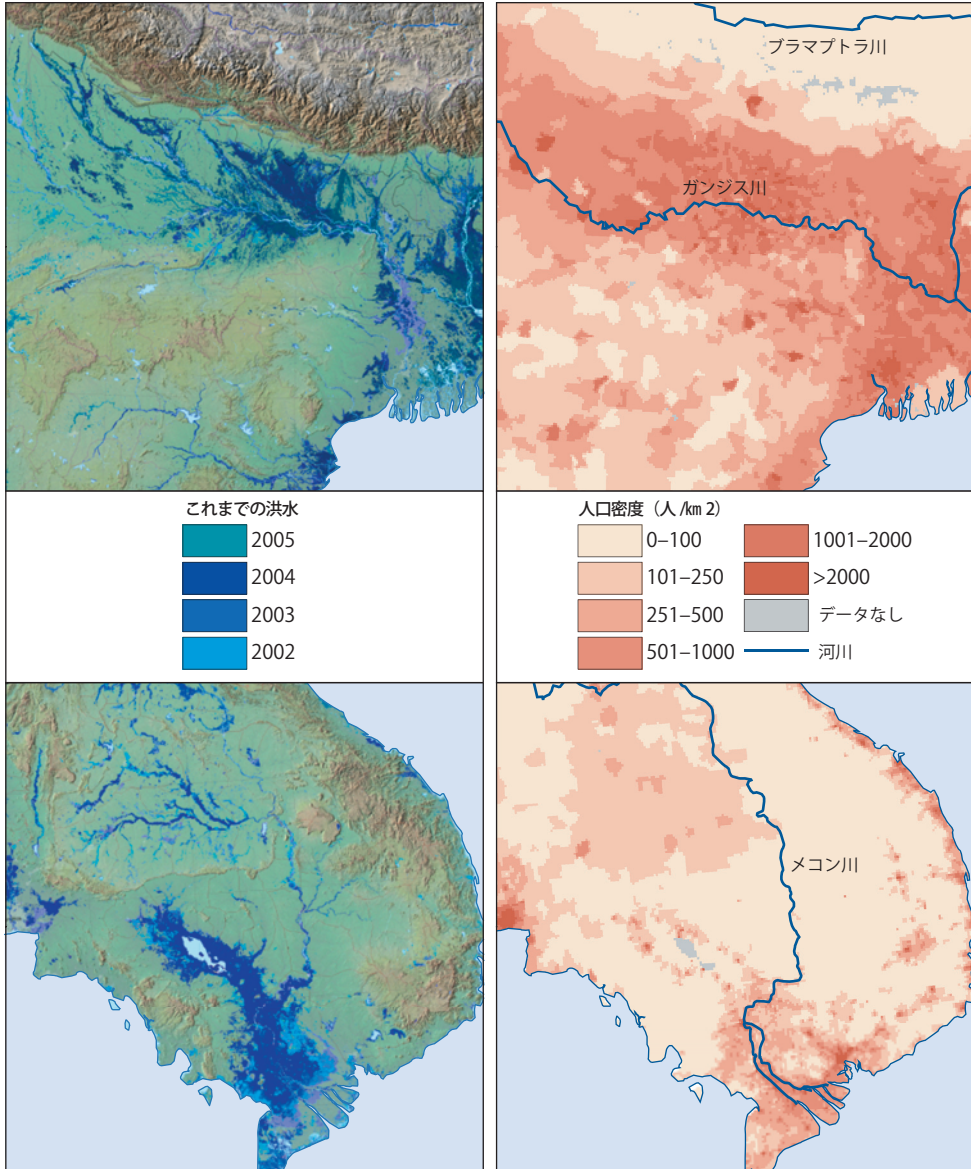 ブラマプトラ川
ガンジス川
これまでの洪水
2005
2004
2003
2002
人口密度（人 /km 2）
0–100
101–250
251–500
501–1000
1001–2000
>2000
データなし
河川
メコン川